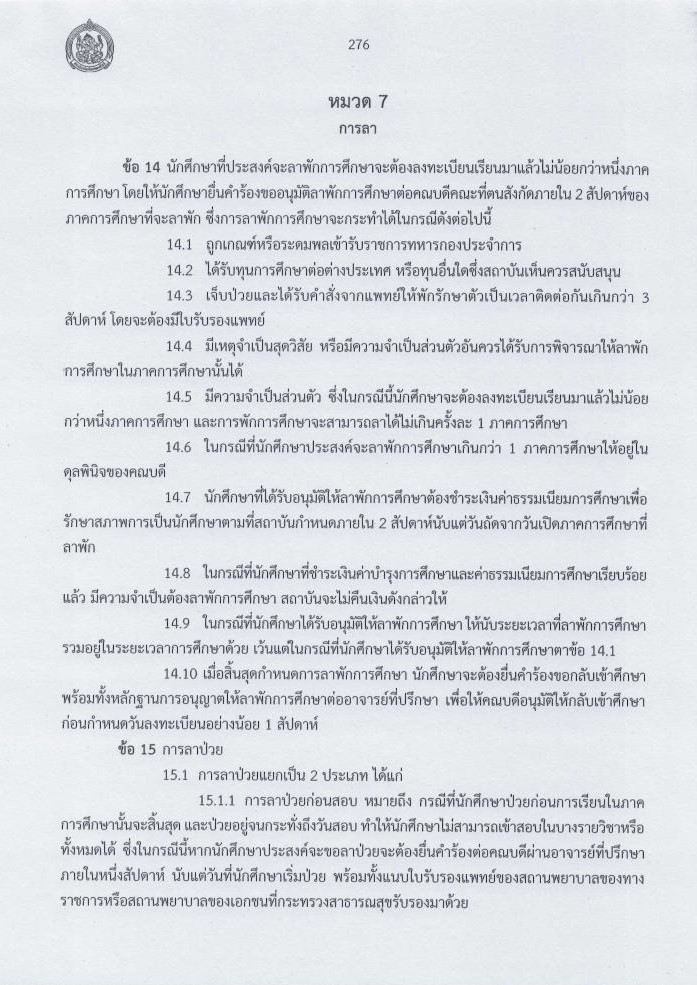 276
หมวด 7
การลา
ข้อ 14 นักศึกษาที่ประสงค์จะลาพักการศึกษาจะต้องลงทะเบียนเรียนมาแล้วไม่น้อยกว่าหนึ่งภาค
การศึกษา โดยให้นักศึกษายื่นคำร้องขออนุมัติลาพักการศึกษาต่อคณบดีคณะที่ตนสังกัดภายใน 2 สัปดาห์ของ
ภาคการศึกษาที่จะลาพัก ซึ่งการลาพักการศึกษาจะกระทำได้ในกรณีดังต่อไปนี้
14.1 ถูกเกณฑ์หรือระดมพลเข้ารับราชการทหารกองประจำการ
14.2 ได้รับทุนการศึกษาต่อต่างประเทศ หรือทุนอื่นใดซึ่งสถาบันเห็นควรสนับสนุน
14.3 เจ็บป่วยและได้รับคำสั่งจากแพทย์ให้พักรักษาตัวเป็นเวลาติดต่อกันเกินกว่า 3
สัปดาห์ โดยจะต้องมีใบรับรองแพทย์
14.4 มีเหตุจำเป็นสุดวิสัย หรือมีความจำเป็นส่วนตัวอันควรได้รับการพิจารณาให้ลาพัก
การศึกษาในภาคการศึกษานั้นได้
14.5 มีความจำเป็นส่วนตัว ซึ่งในกรณีนี้นักศึกษาจะต้องลงทะเบียนเรียนมาแล้วไม่น้อย
กว่าหนึ่งภาคการศึกษา และการพักการศึกษาจะสามารถลาได้ไม่เกินครั้งละ 1 ภาคการศึกษา
14.6 ในกรณีที่นักศึกษาประสงค์จะลาพักการศึกษาเกินกว่า 1 ภาคการศึกษาให้อยู่ใน
ดุลพินิจของคณบดี
14.7 นักศึกษาที่ได้รับอนุมัติให้ลาพักการศึกษาต้องชำระเงินค่าธรรมเนียมการศึกษาเพื่อ
รักษาสภาพการเป็นนักศึกษาตามที่สถาบันกำหนดภายใน 2 สัปดาห์นับแต่วันถัดจากวันเปิดภาคการศึกษาที่
ลาพัก
14.8 ในกรณีที่นักศึกษาที่ชำระเงินค่าบำรุงการศึกษาและค่าธรรมเนียมการศึกษาเรียบร้อย
แล้ว มีความจำเป็นต้องลาพักการศึกษา สถาบันจะไม่คืนเงินดังกล่าวให้
14.9 ในกรณีที่นักศึกษาได้รับอนุมัติให้ลาพักการศึกษา ให้นับระยะเวลาที่ลาพักการศึกษา
รวมอยู่ในระยะเวลาการศึกษาด้วย เว้นแต่ในกรณีที่นักศึกษาได้รับอนุมัติให้ลาพักการศึกษาตาข้อ 14.1
14.10 เมื่อสิ้นสุดกำหนดการลาพักการศึกษา นักศึกษาจะต้องยื่นคำร้องขอกลับเข้าศึกษา
พร้อมทั้งหลักฐานการอนุญาตให้ลาพักการศึกษาต่ออาจารย์ที่ปรึกษา เพื่อให้คณบดีอนุมัติให้กลับเข้าศึกษา
ก่อนกำหนดวันลงทะเบียนอย่างน้อย 1 สัปดาห์
ข้อ 15 การลาป่วย
15.1 การลาป่วยแยกเป็น 2 ประเภท ได้แก่
15.1.1 การลาป่วยก่อนสอบ หมายถึง กรณีที่นักศึกษาป่วยก่อนการเรียนในภาค
การศึกษานั้นจะสิ้นสุด และป่วยอยู่จนกระทั่งถึงวันสอบ ทำให้นักศึกษาไม่สามารถเข้าสอบในบางรายวิชาหรือ
ทั้งหมดได้ ซึ่งในกรณีนี้หากนักศึกษาประสงค์จะขอลาป่วยจะต้องยื่นคำร้องต่อคณบดีผ่านอาจารย์ที่ปรึกษา
ภายในหนึ่งสัปดาห์ นับแต่วันที่นักศึกษาเริ่มป่วย พร้อมทั้งแนบใบรับรองแพทย์ของสถานพยาบาลของทาง
ราชการหรือสถานพยาบาลของเอกชนที่กระทรวงสาธารณสุขรับรองมาด้วย